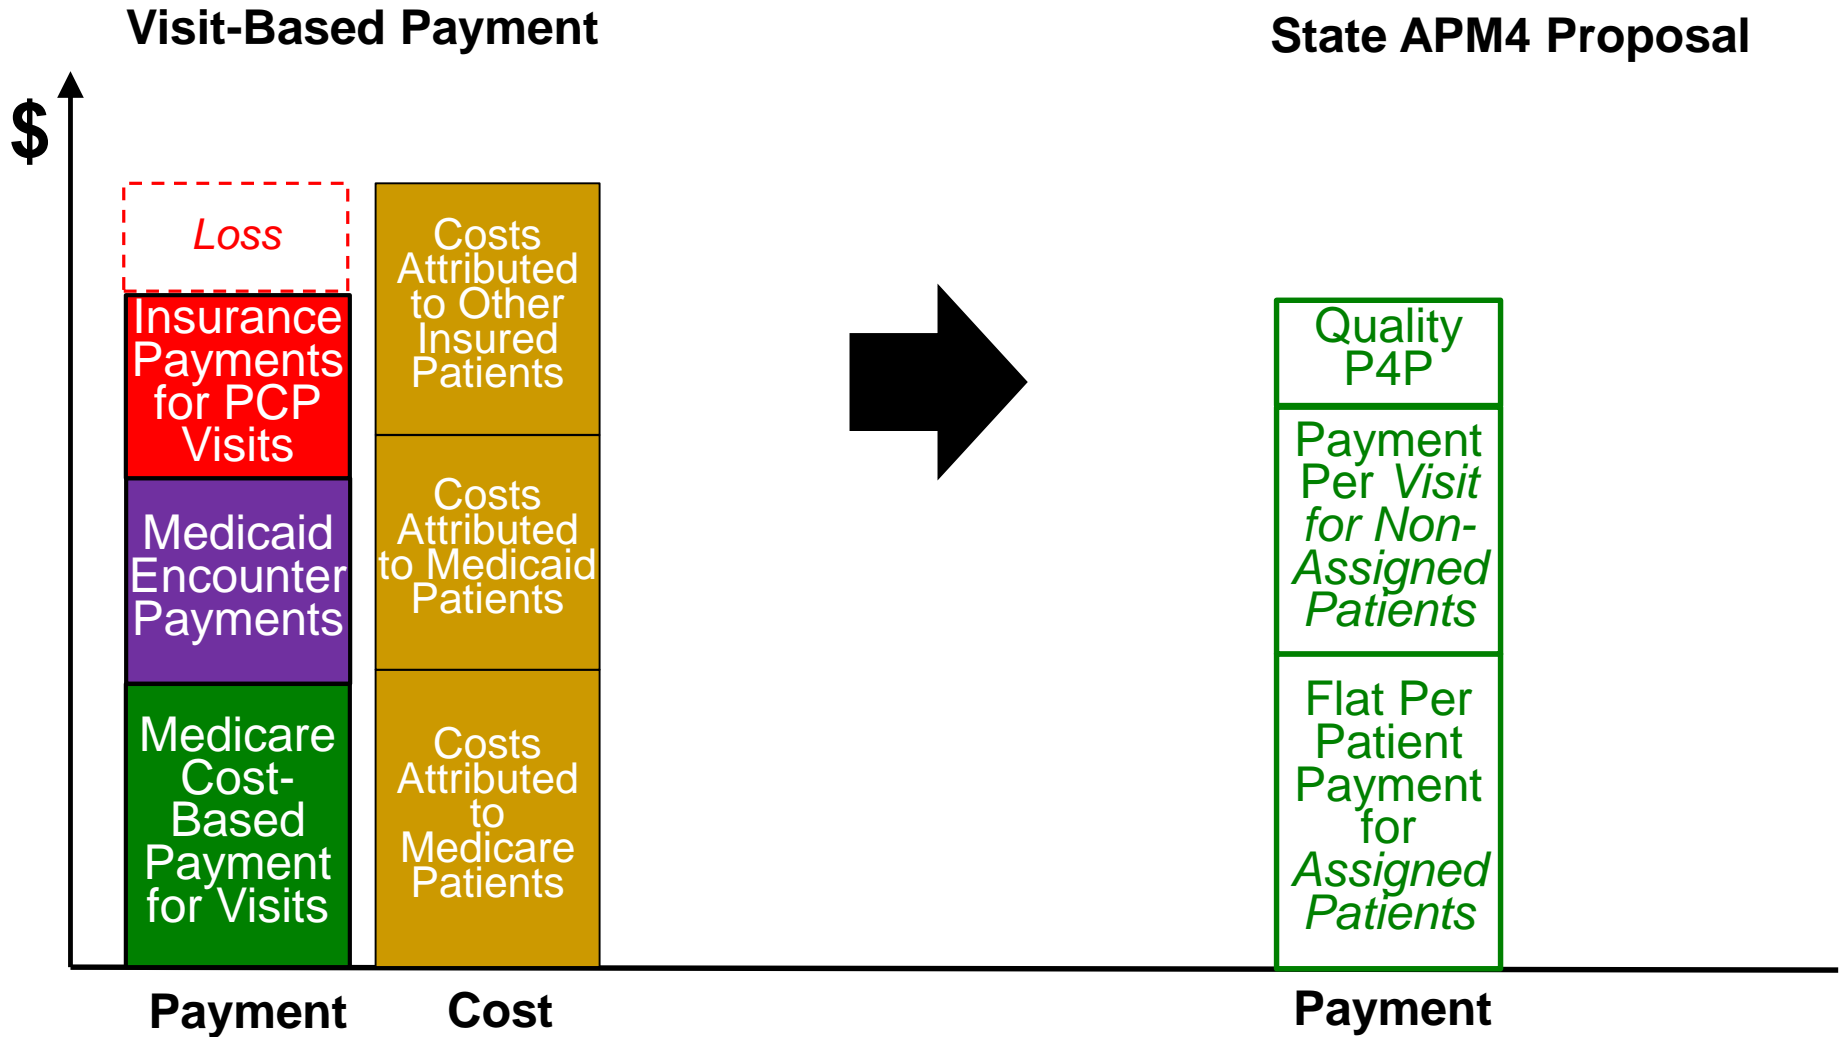 Visit-Based Payment
State APM4 Proposal
$
Loss
Insurance
Payments
for PCP
Visits
Medicaid
Encounter
Payments
Medicare
Cost-
Based
Payment
for Visits
Costs
Attributed
to Other
Insured
Patients
Costs
Attributed
to Medicaid
Patients
Costs
Attributed
to
Medicare
Patients
Quality
P4P
Payment
Per Visit
for Non-
Assigned
Patients
Flat Per
Patient
Payment
for
Assigned
Patients
Payment
Cost
Payment